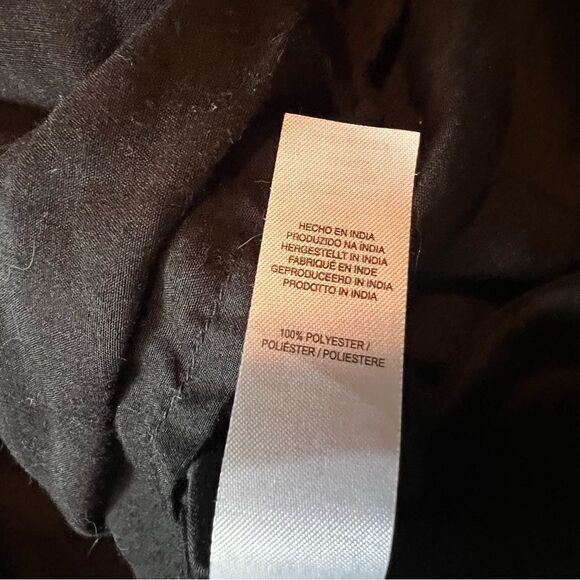 HECHO EN INDIA
PRODUZIDO NA ÍNDIA
HERGESTELLT IN INDIA
FABRIQUÉ EN INDE
GEPRODUCEERD IN INDIA
PRODOTTO IN INDIA
100% POLYESTER /
POLIÉSTER / POLIESTERE